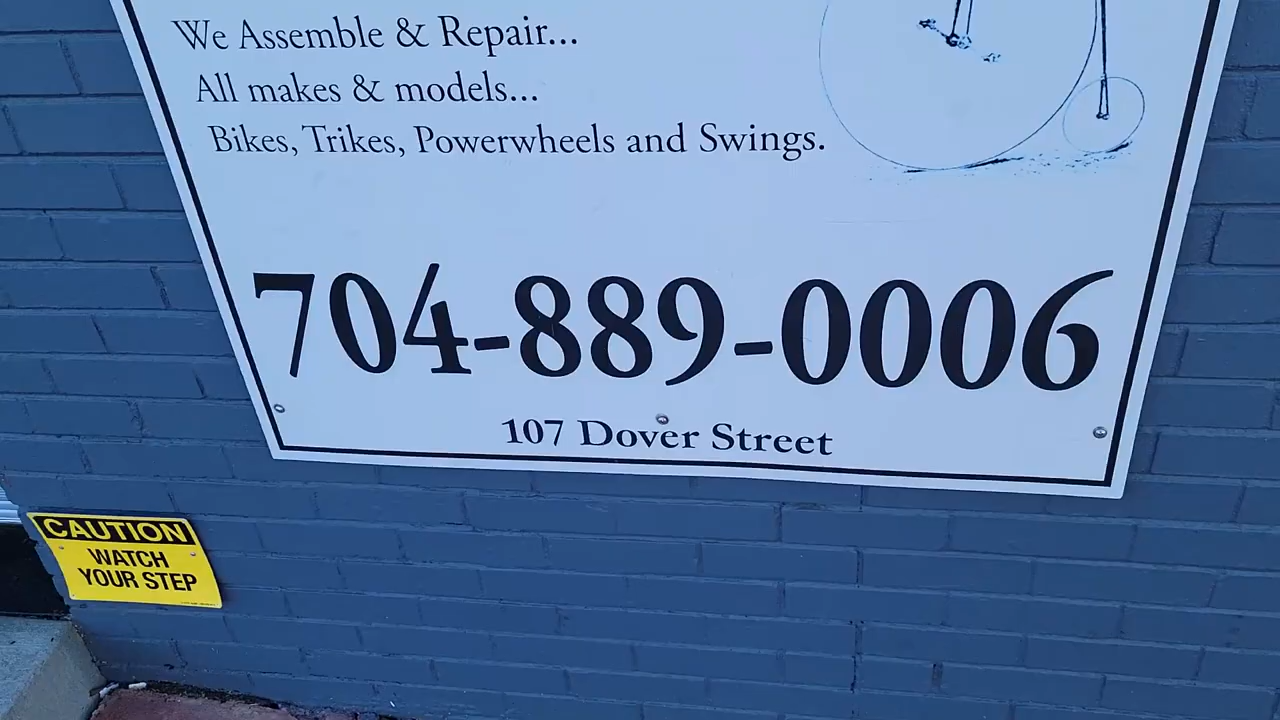 We Assemble & Repair...
All makes & models...
Bikes, Trikes, Powerwheels and Swings.
704-889-0006
107 Dover Street
CAUTION
WATCH
YOUR STEP